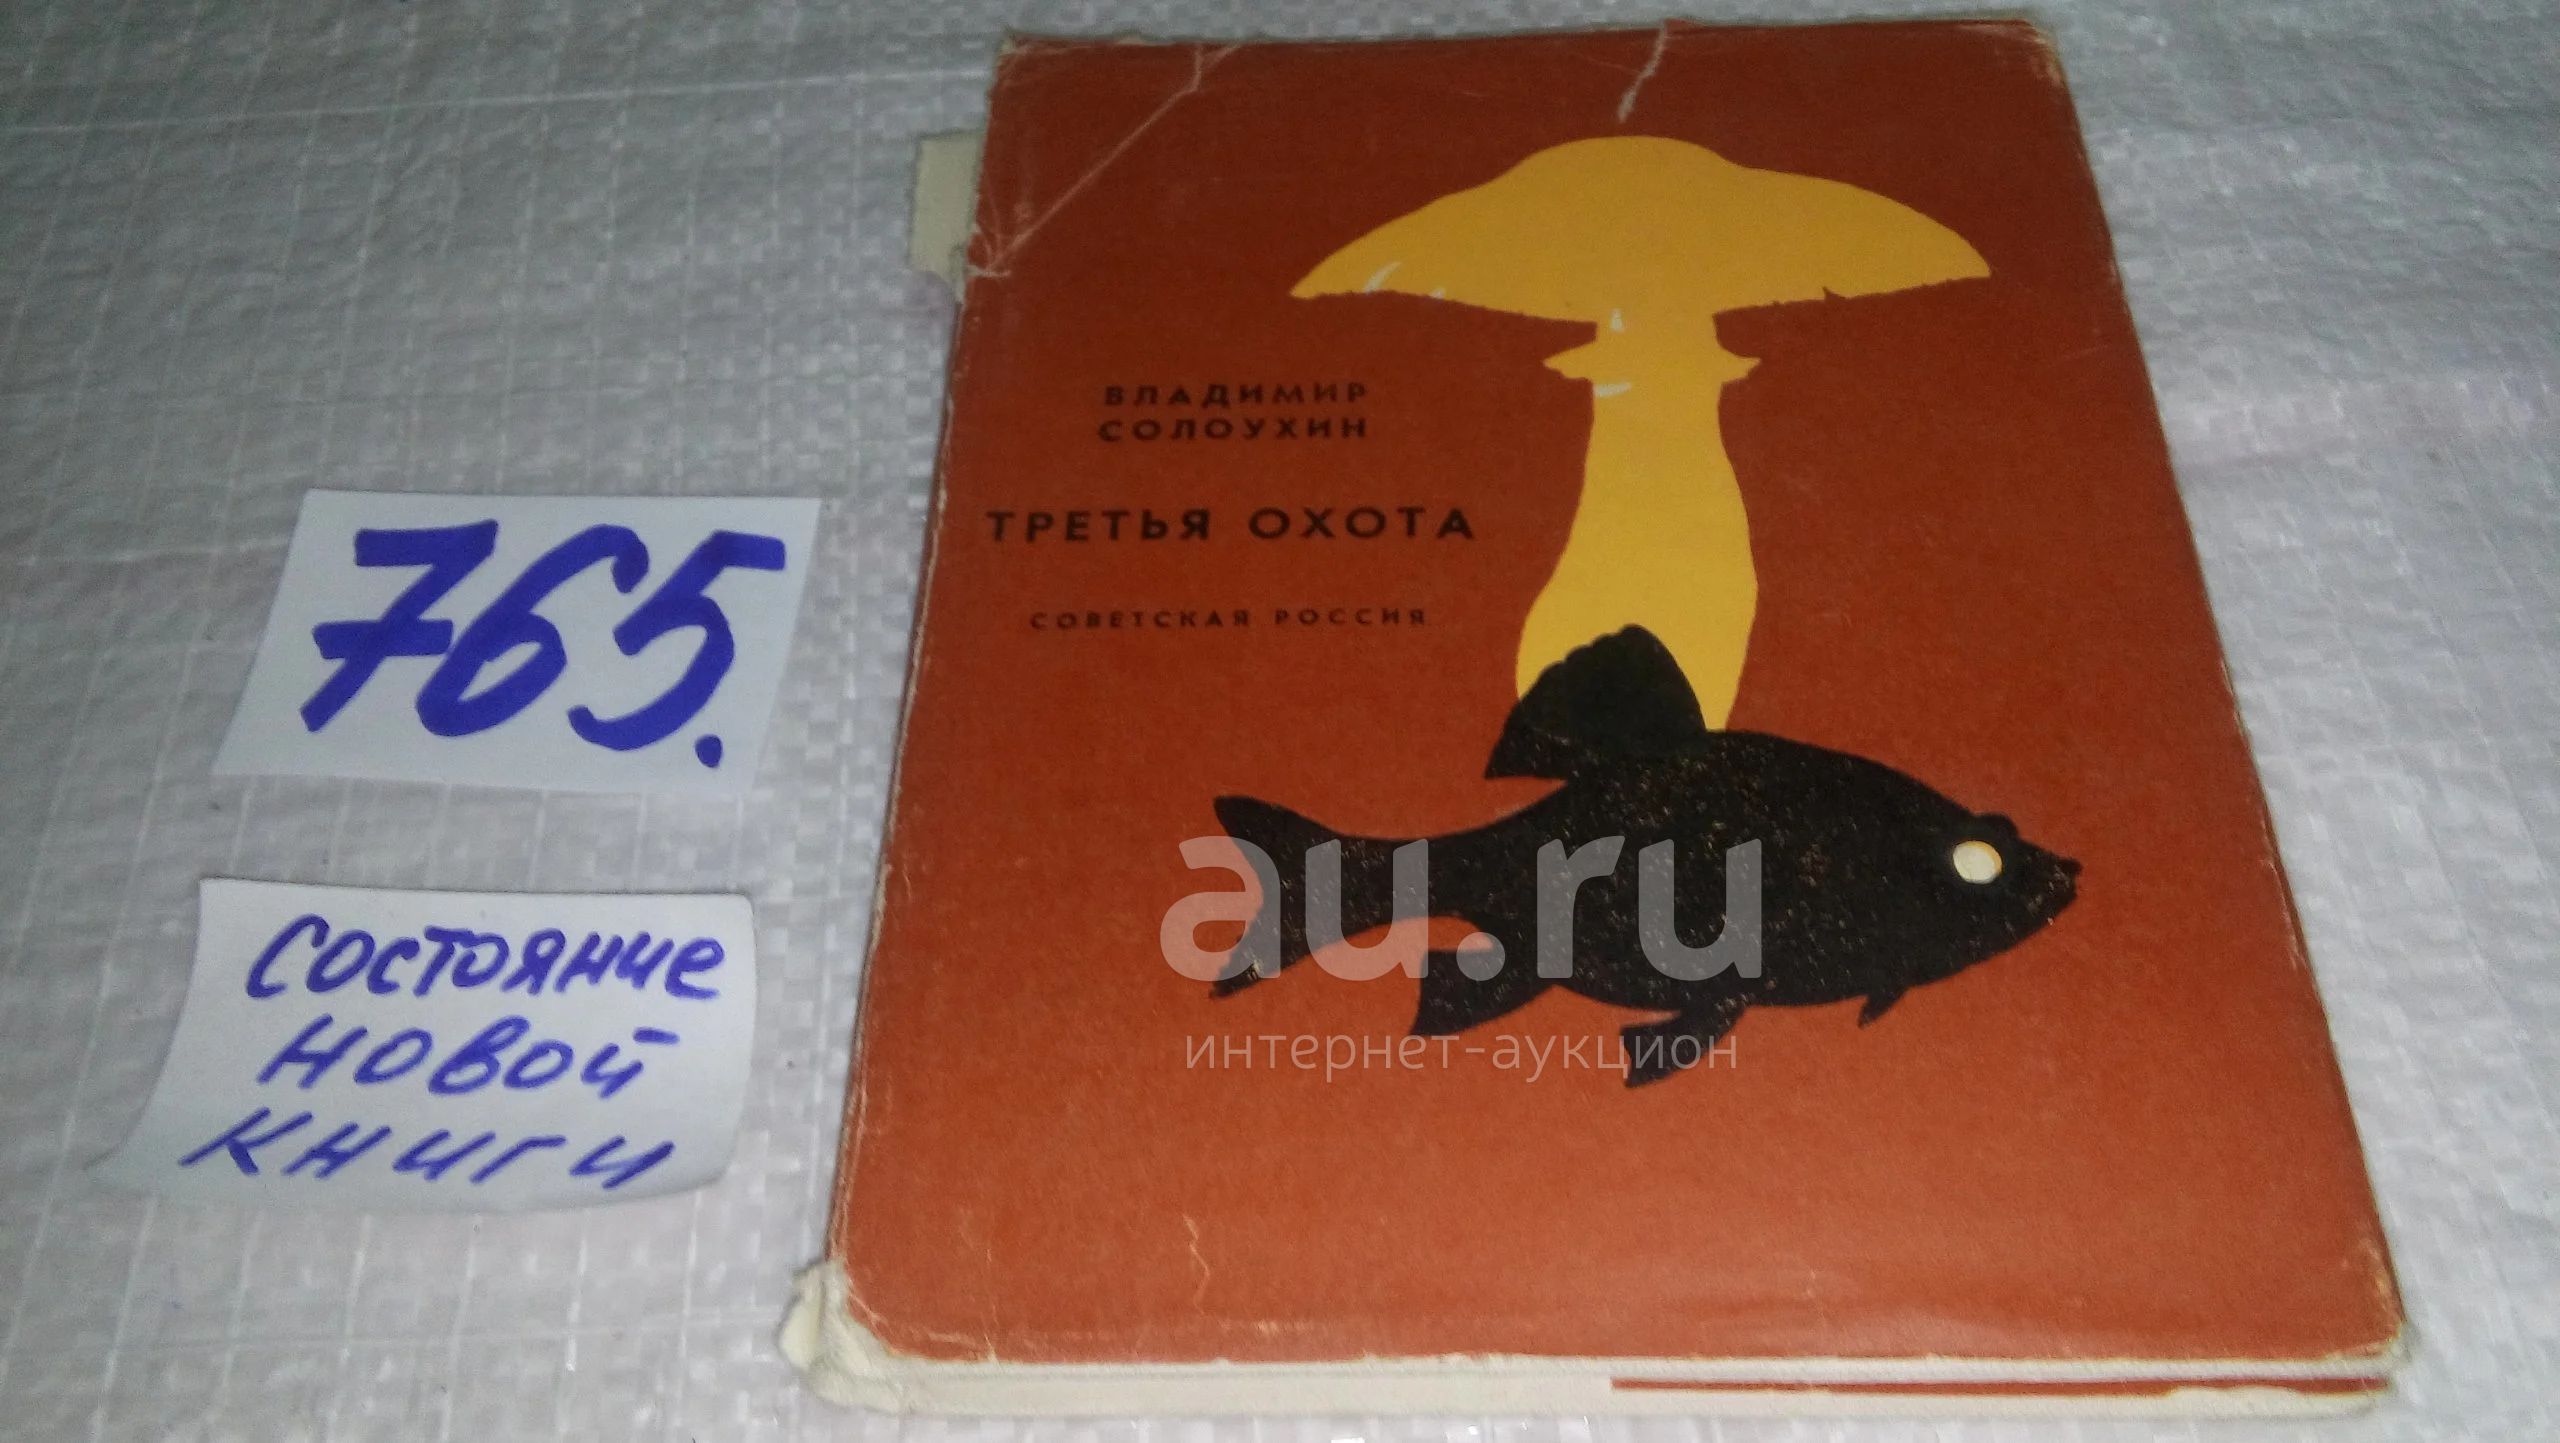 ВЛАДИМИР
СОЛОУХИН
ТРЕТЬЯ ОХОТА
СОВЕТСКАЯ РОССИЯ
765.
состояние
новой
книги
au.ru
интернет-аукцион